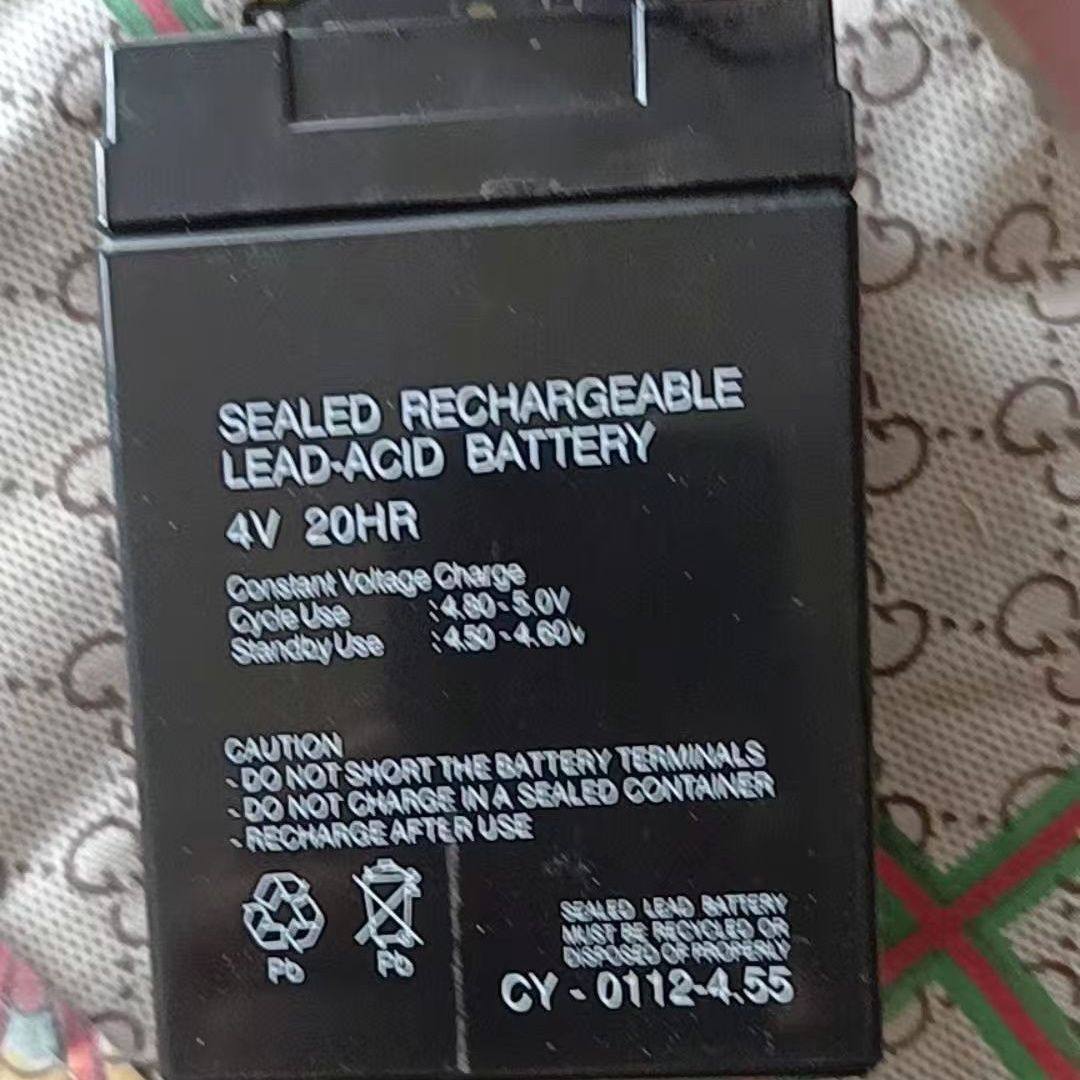 SEALED RECHARGEABLE
LEAD-ACID BATTERY
4V 20HR
Constant Voltage Charge
Cycle Use : 4.80 - 5.0V
Standby Use : 4.50 - 4.60V
CAUTION
- DO NOT SHORT THE BATTERY TERMINALS
- DO NOT CHARGE IN A SEALED CONTAINER
- RECHARGE AFTER USE
Pb Pb
SEALED LEAD BATTERY
MUST BE RECYCLED OR
DISPOSED OF PROPERLY
CY - 0112-4.55